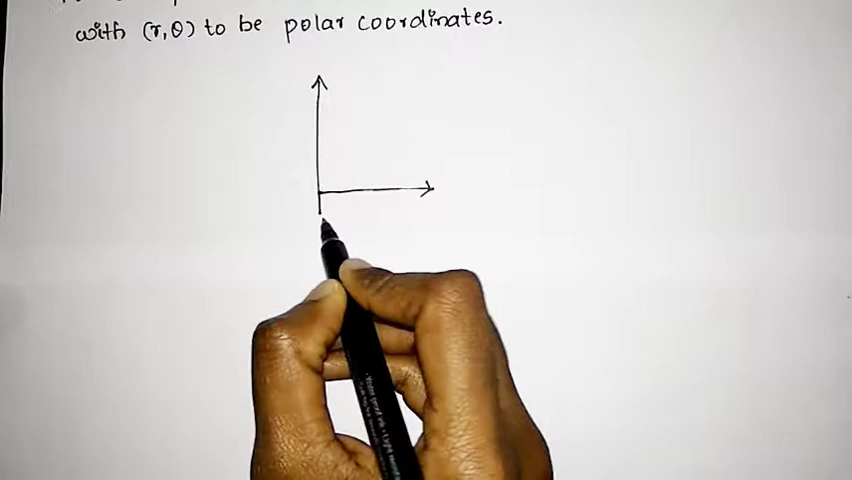 with (r,θ) to be polar coordinates.